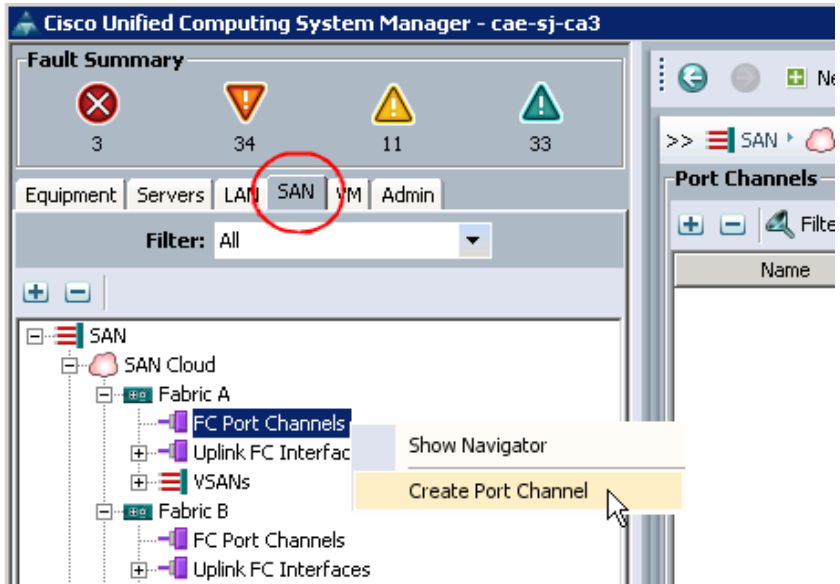 Cisco Unified Computing System Manager - cae-sj-ca3
Fault Summary
3 34 11 33
Equipment Servers LAN SAN VM Admin
Filter: All
SAN
SAN Cloud
Fabric A
FC Port Channels
Uplink FC Interfac
VSANs
Fabric B
FC Port Channels
Uplink FC Interfaces
Show Navigator
Create Port Channel
Ne
>> SAN
Port Channels
Filte
Name